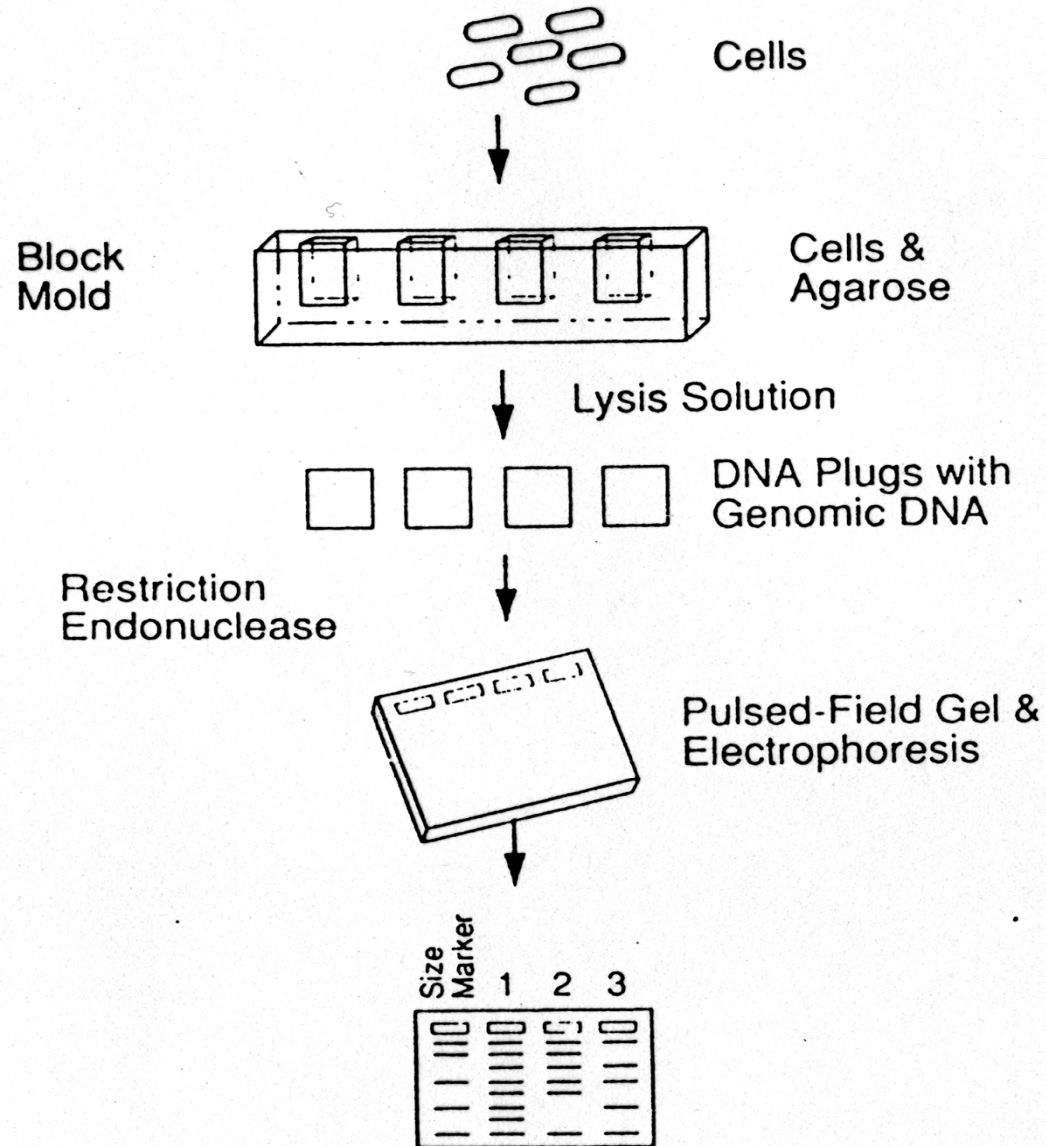 Cells
5.
Block
Mold
Cells &
Agarose
Lysis Solution
DNA Plugs with
Genomic DNA
Restriction
Endonuclease
Pulsed-Field Gel &
Electrophoresis
Size
Marker
1 2 3